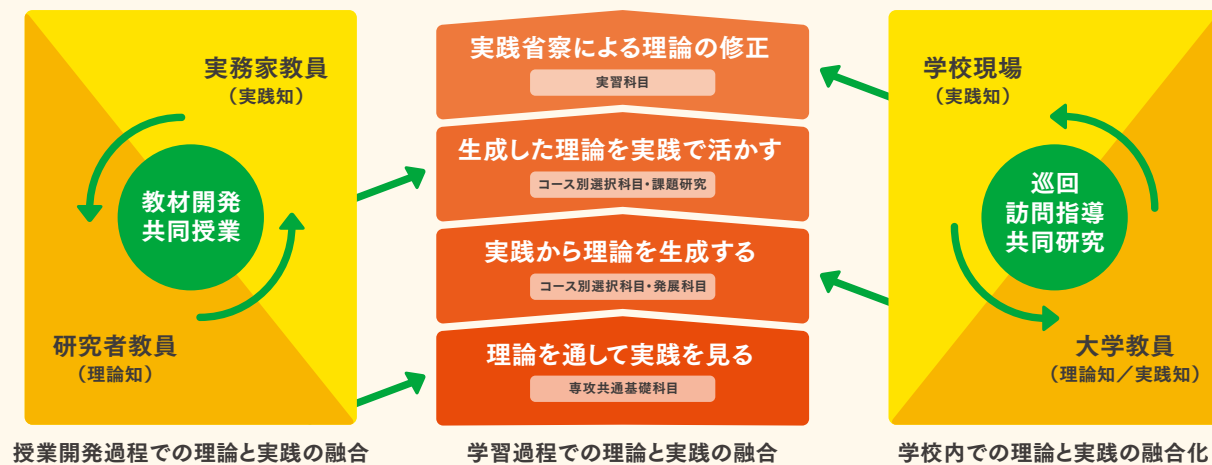 実務家教員
（実践知）
教材開発
共同授業
研究者教員
（理論知）
授業開発過程での理論と実践の融合
実践省察による理論の修正
実習科目
生成した理論を実践で活かす
コース別選択科目・課題研究
実践から理論を生成する
コース別選択科目・発展科目
理論を通して実践を見る
専攻共通基礎科目
学習過程での理論と実践の融合
学校現場
（実践知）
巡回
訪問指導
共同研究
大学教員
（理論知／実践知）
学校内での理論と実践の融合化